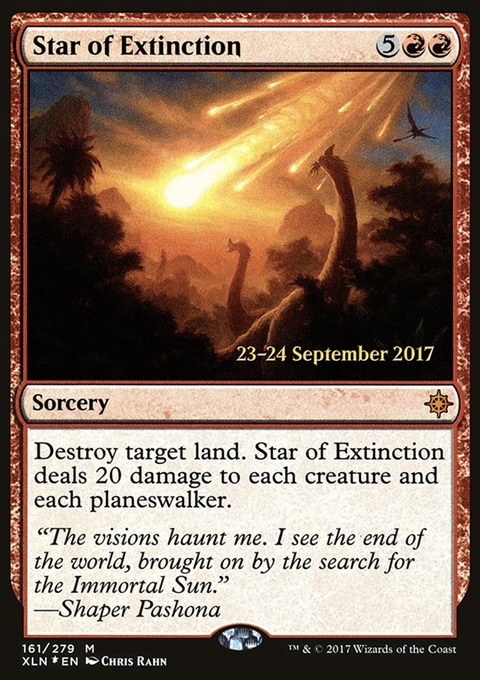 Star of Extinction 5
23–24 September 2017
Sorcery
Destroy target land. Star of Extinction
deals 20 damage to each creature and
each planeswalker.
“The visions haunt me. I see the end of
the world, brought on by the search for
the Immortal Sun.”
—Shaper Pashona
161/279 M
XLN EN Chris Rahn
™ & © 2017 Wizards of the Coast